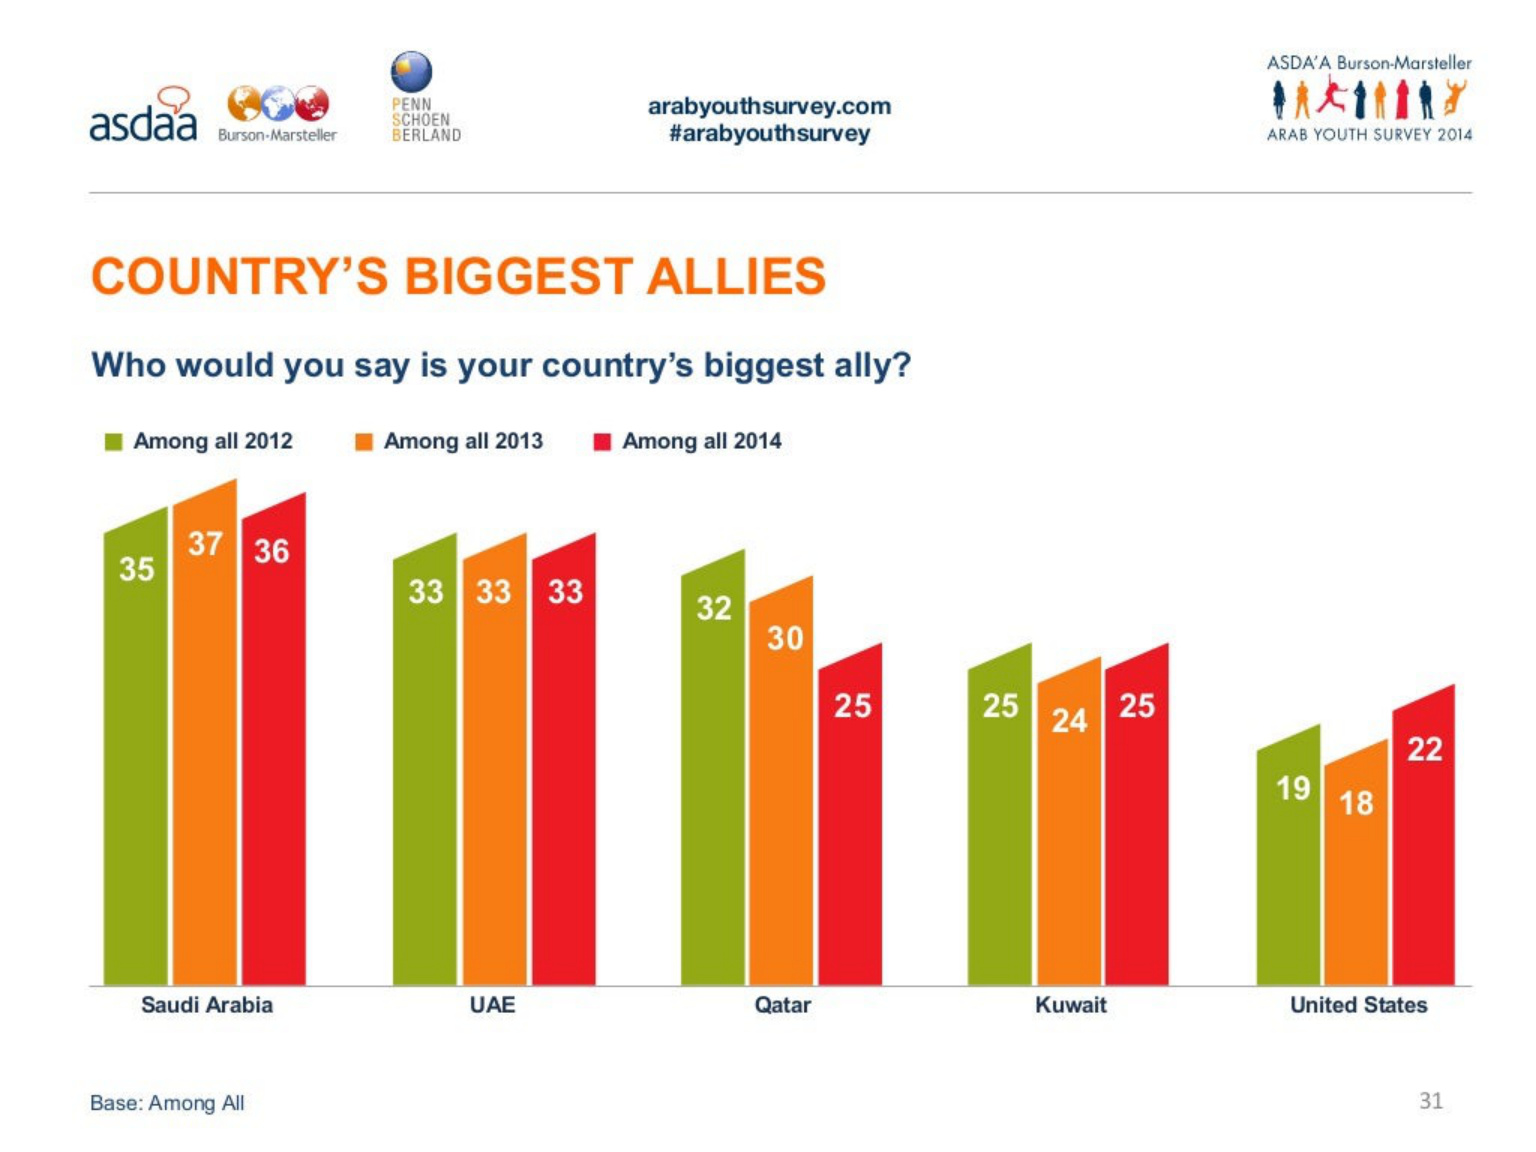 asdaa
Burson-Marsteller
PENN
SCHOEN
BERLAND
arabyouthsurvey.com
#arabyouthsurvey
ASDA'A Burson-Marsteller
ARAB YOUTH SURVEY 2014
COUNTRY'S BIGGEST ALLIES
Who would you say is your country's biggest ally?
Among all 2012 Among all 2013 Among all 2014
35 37 36
33 33 33
32 30 25
25 24 25
19 18 22
Saudi Arabia UAE Qatar Kuwait United States
Base: Among All
31